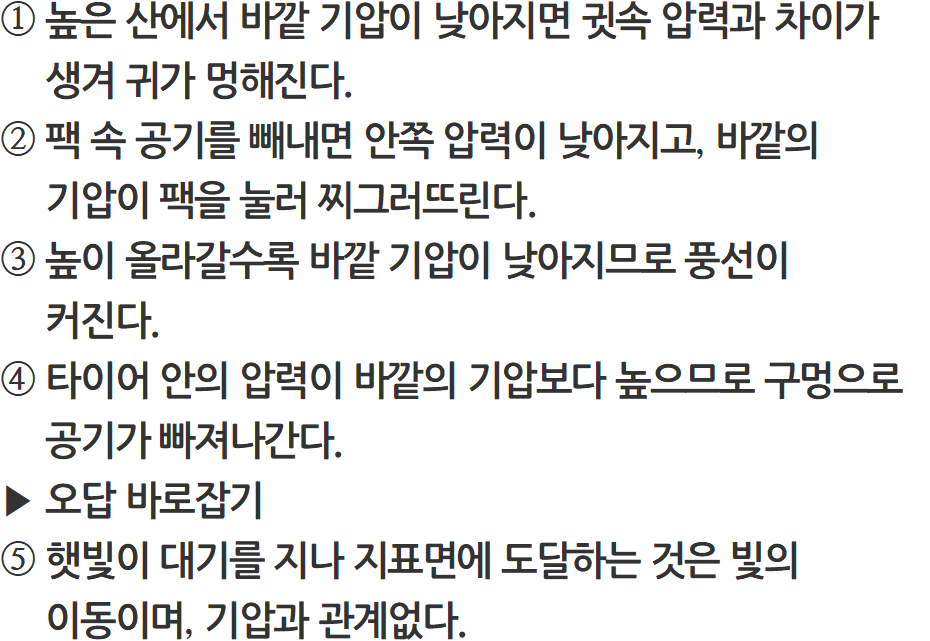 ① 높은 산에서 바깥 기압이 낮아지면 귓속 압력과 차이가
생겨 귀가 멍해진다.
② 팩 속 공기를 빼내면 안쪽 압력이 낮아지고, 바깥의
기압이 팩을 눌러 찌그러뜨린다.
③ 높이 올라갈수록 바깥 기압이 낮아지므로 풍선이
커진다.
④ 타이어 안의 압력이 바깥의 기압보다 높으므로 구멍으로
공기가 빠져나간다.
▶ 오답 바로잡기
⑤ 햇빛이 대기를 지나 지표면에 도달하는 것은 빛의
이동이며, 기압과 관계없다.